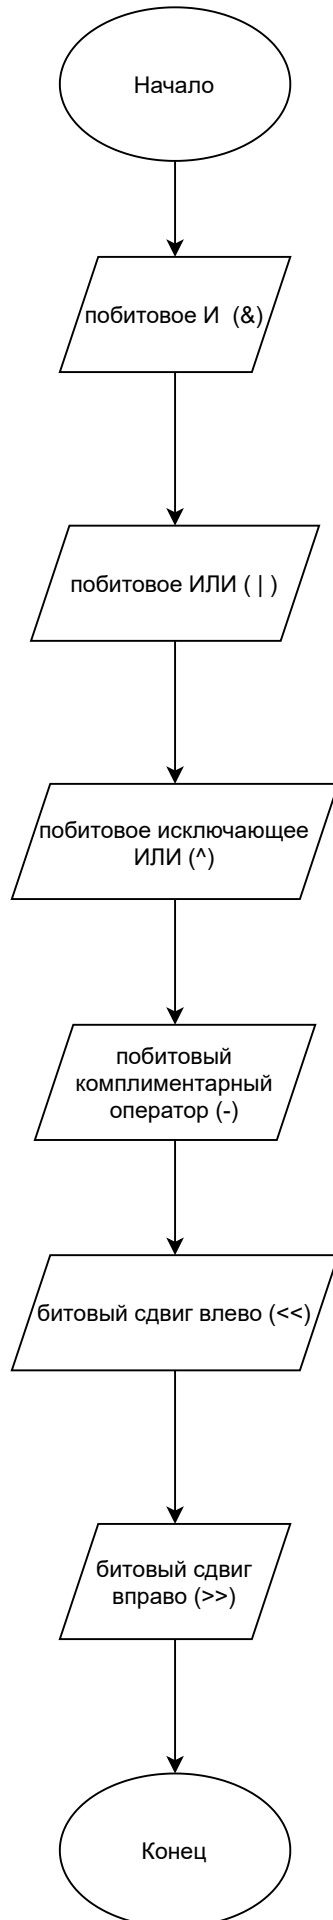 Начало
побитовое И  (&)
побитовое ИЛИ ( | )
побитовое исключающее
ИЛИ (^)
побитовый
комплиментарный
оператор (-)
битовый сдвиг влево (<<)
битовый сдвиг
вправо (>>)
Конец